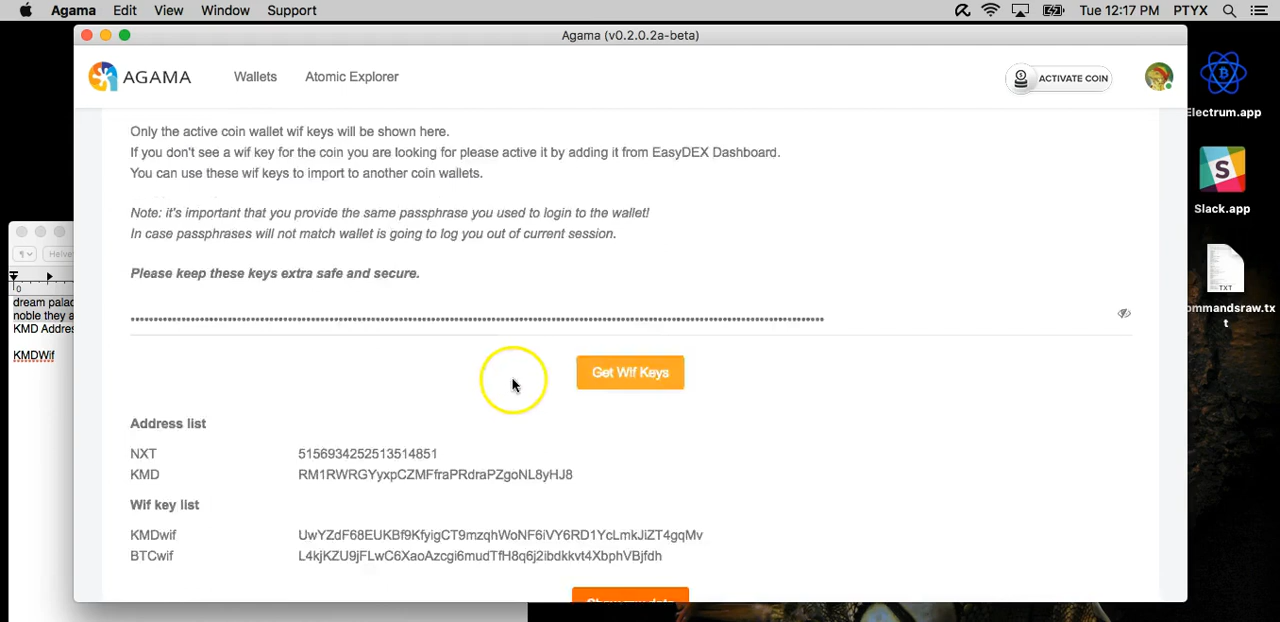 Agama Edit View Window Support Tue 12:17 PM PTYX
Agama (v0.2.0.2a-beta)
AGAMA Wallets Atomic Explorer ACTIVATE COIN
Electrum.app
Slack.app
TXT
ommandsraw.tx
t
Helve
0
dream palac
noble they a
KMD Addres
KMDWif
Only the active coin wallet wif keys will be shown here.
If you don't see a wif key for the coin you are looking for please active it by adding it from EasyDEX Dashboard.
You can use these wif keys to import to another coin wallets.
Note: it's important that you provide the same passphrase you used to login to the wallet!
In case passphrases will not match wallet is going to log you out of current session.
Please keep these keys extra safe and secure.
Get Wif Keys
Address list
NXT 5156934252513514851
KMD RM1RWRGYyxpCZMFfraPRdraPZgoNL8yHJ8
Wif key list
KMDwif UwYZdF68EUKBf9KfyigCT9mzqhWoNF6iVY6RD1YcLmkJiZT4gqMv
BTCwif L4kjKZU9jFLwC6XaoAzcgi6mudTfH8q6j2ibdkkvt4XbphVBjfdh